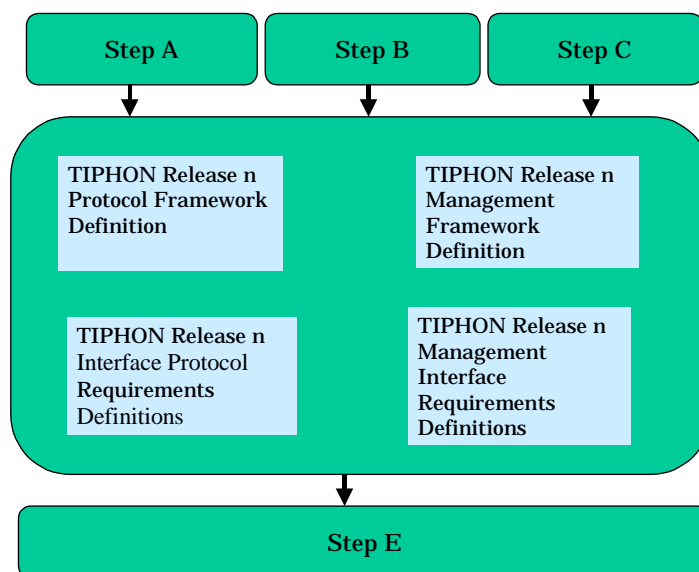 Step A
Step B
Step C
TIPHON Release n
Protocol Framework
Definition
TIPHON Release n
Management
Framework
Definition
TIPHON Release n
Interface Protocol
Requirements
Definitions
TIPHON Release n
Management
Interface
Requirements
Definitions
Step E